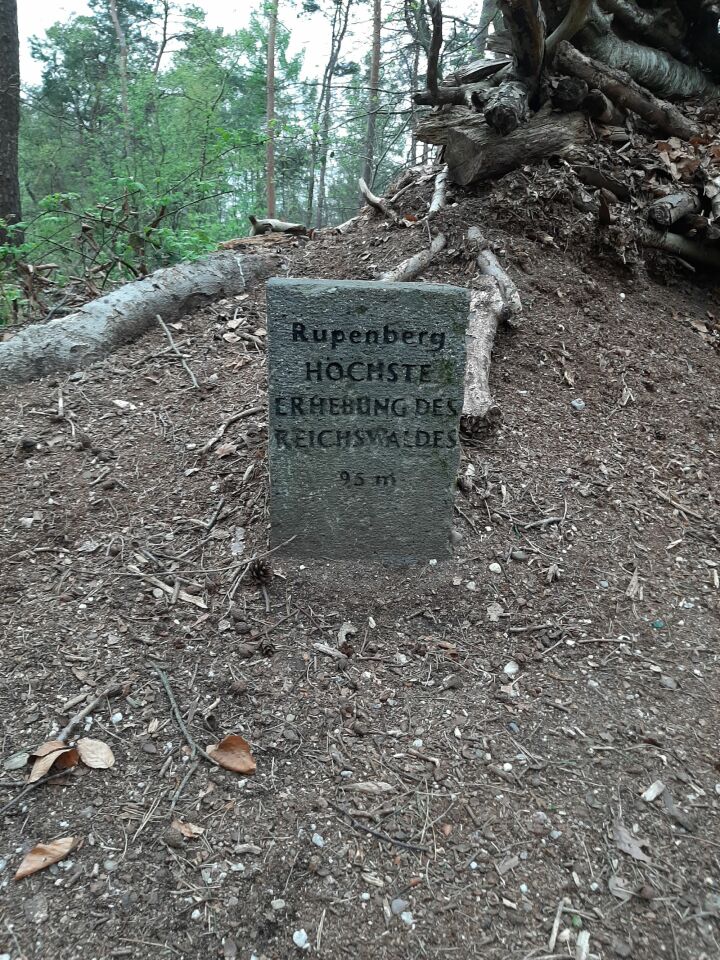 Rupenberg
HÖCHSTE
ERHEBUNG DES
REICHSWALDES
95 m